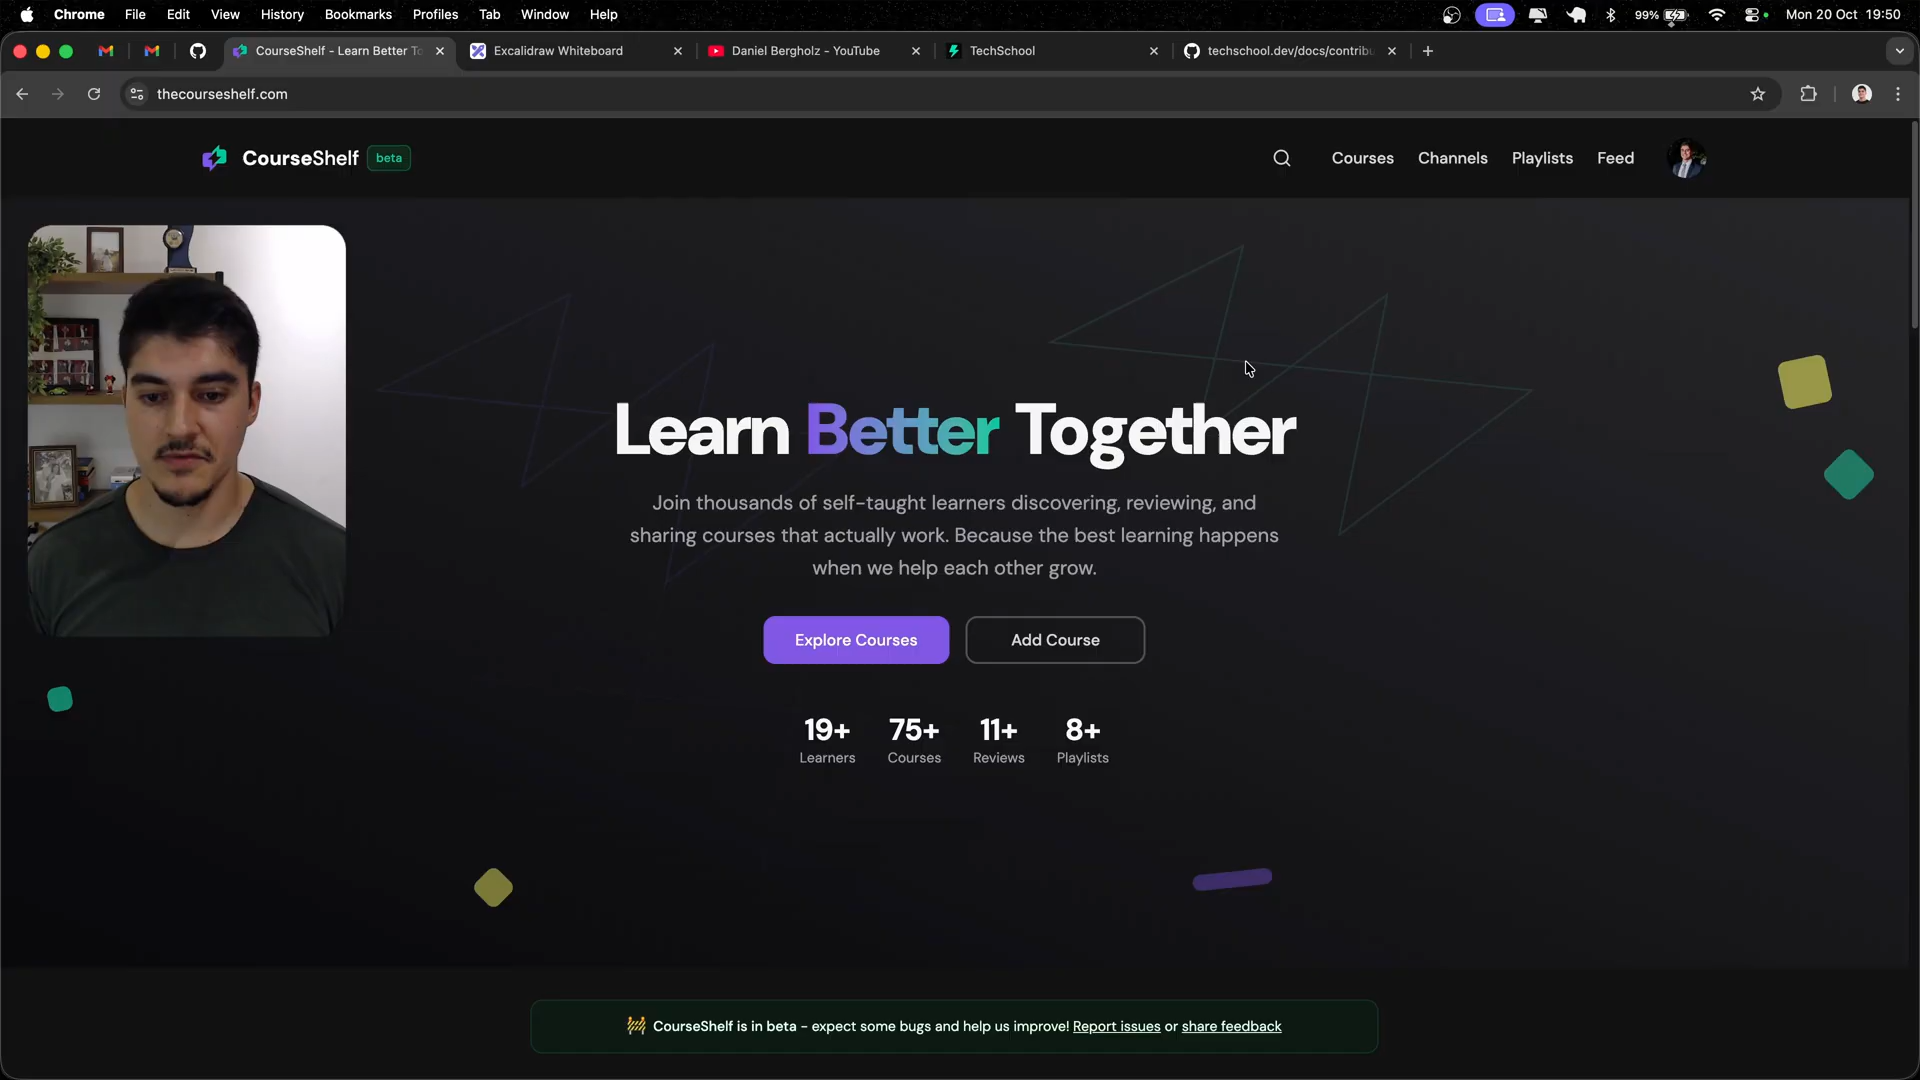 Chrome File Edit View History Bookmarks Profiles Tab Window Help
99% Mon 20 Oct 19:50
CourseShelf - Learn Better To
Excalidraw Whiteboard
Daniel Bergholz - YouTube
TechSchool
techschool.dev/docs/contribu
thecourseshelf.com
CourseShelf beta
Courses Channels Playlists Feed
Learn Better Together
Join thousands of self-taught learners discovering, reviewing, and
sharing courses that actually work. Because the best learning happens
when we help each other grow.
Explore Courses Add Course
19+ 75+ 11+ 8+
Learners Courses Reviews Playlists
CourseShelf is in beta - expect some bugs and help us improve! Report issues or share feedback